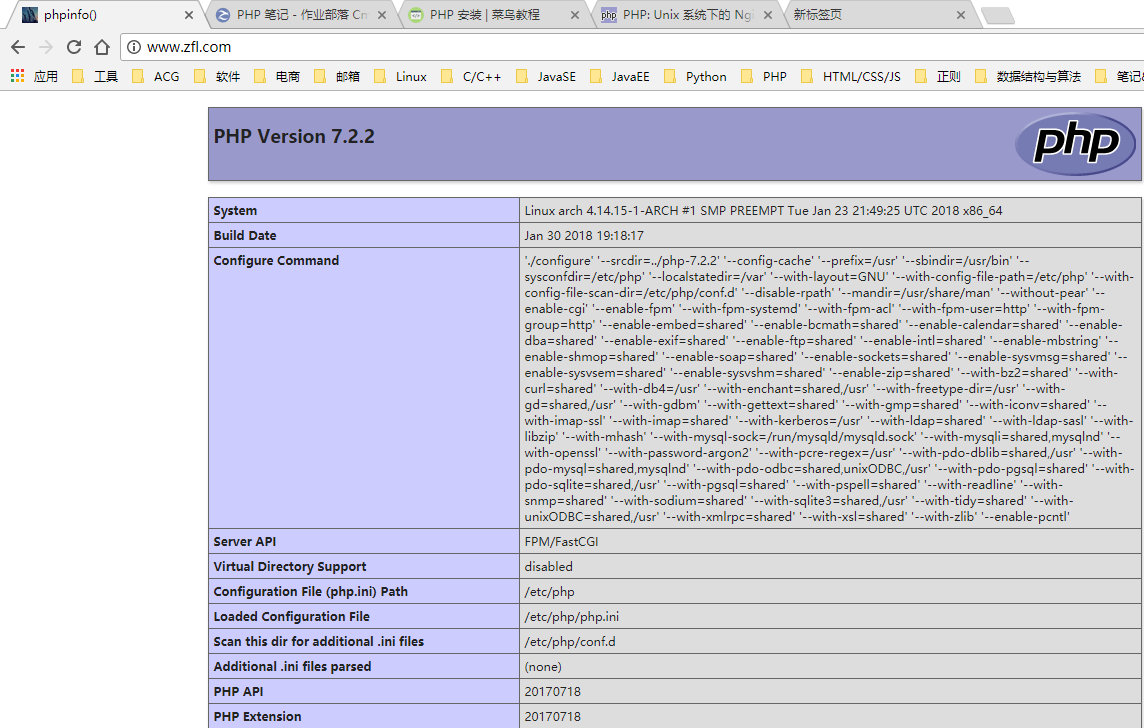 phpinfo()
PHP 笔记 - 作业部落 Cm
PHP 安装 | 菜鸟教程
php PHP: Unix 系统下的 Ng
新标签页
www.zfl.com
应用 工具 ACG 软件 电商 邮箱 Linux C/C++ JavaSE JavaEE Python PHP HTML/CSS/JS 正则 数据结构与算法 笔记&
PHP Version 7.2.2
php
System Linux arch 4.14.15-1-ARCH #1 SMP PREEMPT Tue Jan 23 21:49:25 UTC 2018 x86_64
Build Date Jan 30 2018 19:18:17
Configure Command './configure' '--srcdir=../php-7.2.2' '--config-cache' '--prefix=/usr' '--sbindir=/usr/bin' '--
sysconfdir=/etc/php' '--localstatedir=/var' '--with-layout=GNU' '--with-config-file-path=/etc/php' '--with-
config-file-scan-dir=/etc/php/conf.d' '--disable-rpath' '--mandir=/usr/share/man' '--without-pear' '--
enable-cgi' '--enable-fpm' '--with-fpm-systemd' '--with-fpm-acl' '--with-fpm-user=http' '--with-fpm-
group=http' '--enable-embed=shared' '--enable-bcmath=shared' '--enable-calendar=shared' '--enable-
dba=shared' '--enable-exif=shared' '--enable-ftp=shared' '--enable-intl=shared' '--enable-mbstring' '--
enable-shmop=shared' '--enable-soap=shared' '--enable-sockets=shared' '--enable-sysvmsg=shared' '--
enable-sysvsem=shared' '--enable-sysvshm=shared' '--enable-zip=shared' '--with-bz2=shared' '--with-
curl=shared' '--with-db4=/usr' '--with-enchant=shared,/usr' '--with-freetype-dir=/usr' '--with-
gd=shared,/usr' '--with-gdbm' '--with-gettext=shared' '--with-gmp=shared' '--with-iconv=shared' '--
with-imap-ssl' '--with-imap=shared' '--with-kerberos=/usr' '--with-ldap=shared' '--with-ldap-sasl' '--with-
libzip' '--with-mhash' '--with-mysql-sock=/run/mysqld/mysqld.sock' '--with-mysqli=shared,mysqlnd' '--
with-openssl' '--with-password-argon2' '--with-pcre-regex=/usr' '--with-pdo-dblib=shared,/usr' '--with-
pdo-mysql=shared,mysqlnd' '--with-pdo-odbc=shared,unixODBC,/usr' '--with-pdo-pgsql=shared' '--with-
pdo-sqlite=shared,/usr' '--with-pgsql=shared' '--with-pspell=shared' '--with-readline' '--with-
snmp=shared' '--with-sodium=shared' '--with-sqlite3=shared,/usr' '--with-tidy=shared' '--with-
unixODBC=shared,/usr' '--with-xmlrpc=shared' '--with-xsl=shared' '--with-zlib' '--enable-pcntl'
Server API FPM/FastCGI
Virtual Directory Support disabled
Configuration File (php.ini) Path /etc/php
Loaded Configuration File /etc/php/php.ini
Scan this dir for additional .ini files /etc/php/conf.d
Additional .ini files parsed (none)
PHP API 20170718
PHP Extension 20170718